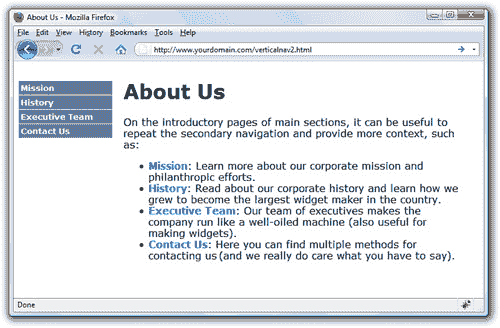 About Us - Mozilla Firefox
File Edit View History Bookmarks Tools Help
http://www.yourdomain.com/verticalnav2.html
Mission
History
Executive Team
Contact Us
About Us
On the introductory pages of main sections, it can be useful to
repeat the secondary navigation and provide more context, such
as:
• Mission: Learn more about our corporate mission and
philanthropic efforts.
• History: Read about our corporate history and learn how we
grew to become the largest widget maker in the country.
• Executive Team: Our team of executives makes the
company run like a well-oiled machine (also useful for
making widgets).
• Contact Us: Here you can find multiple methods for
contacting us (and we really do care what you have to say).
Done